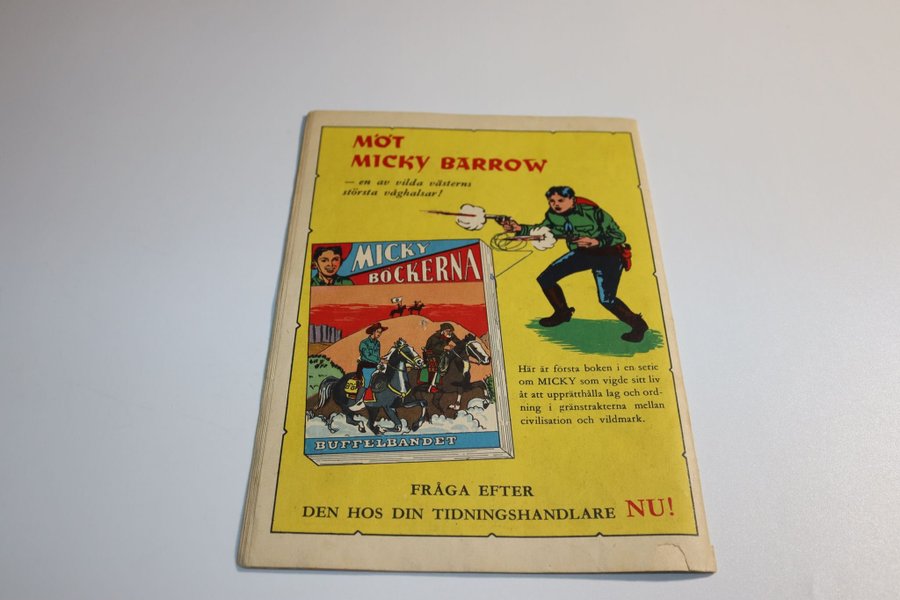 MÖT
MICKY BARROW
— en av vilda västerns
största våghalsar!
MICKY
BÖCKERNA
BUFFELBANDET
Här är första boken i en serie
om MICKY som vigde sitt liv
åt att upprätthålla lag och ord-
ning i gränstrakterna mellan
civilisation och vildmark.
FRÅGA EFTER
DEN HOS DIN TIDNINGSHANDLARE NU!